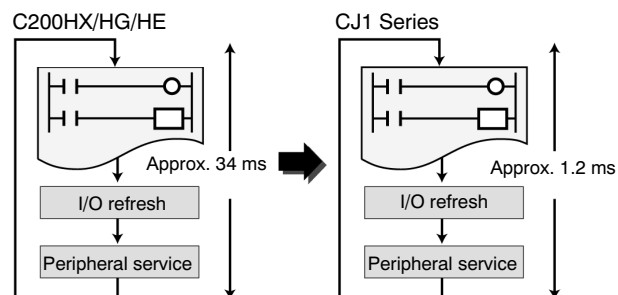 C200HX/HG/HE
Approx. 34 ms
I/O refresh
Peripheral service
CJ1 Series
Approx. 1.2 ms
I/O refresh
Peripheral service